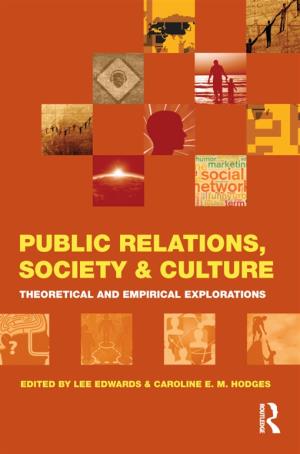 humor
marketin
social
network
term
PUBLIC RELATIONS,
SOCIETY & CULTURE
THEORETICAL AND EMPIRICAL EXPLORATIONS
EDITED BY LEE EDWARDS & CAROLINE E. M. HODGES
ROUTLEDGE